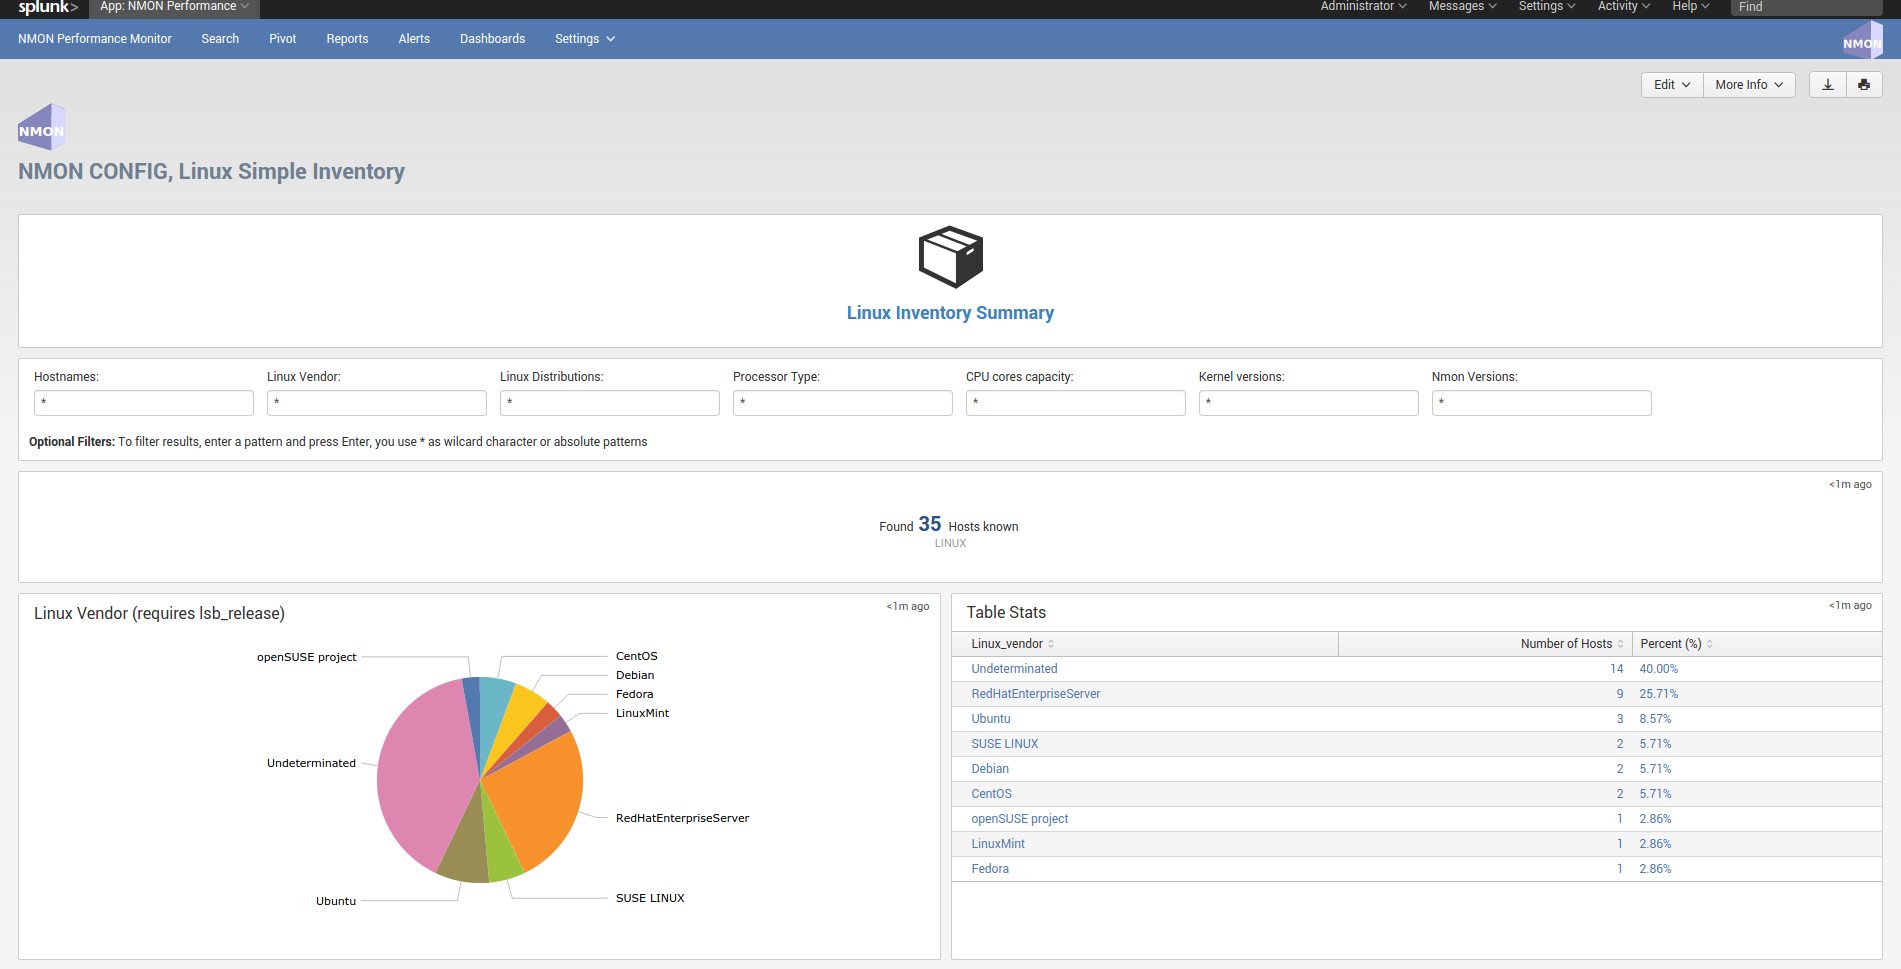 splunk> App: NMON Performance Administrator Messages Settings Activity Help Find
NMON Performance Monitor Search Pivot Reports Alerts Dashboards Settings NMON
Edit More Info
NMON
NMON CONFIG, Linux Simple Inventory
Linux Inventory Summary
Hostnames: Linux Vendor: Linux Distributions: Processor Type: CPU cores capacity: Kernel versions: Nmon Versions:
* * * * * * *
Optional Filters: To filter results, enter a pattern and press Enter, you use * as wilcard character or absolute patterns
<1m ago
Found 35 Hosts known
LINUX
Linux Vendor (requires lsb_release)
<1m ago
openSUSE project
CentOS
Debian
Fedora
LinuxMint
Undeterminated
RedHatEnterpriseServer
SUSE LINUX
Ubuntu
Table Stats
<1m ago
Linux_vendor Number of Hosts Percent (%)
Undeterminated 14 40.00%
RedHatEnterpriseServer 9 25.71%
Ubuntu 3 8.57%
SUSE LINUX 2 5.71%
Debian 2 5.71%
CentOS 2 5.71%
openSUSE project 1 2.86%
LinuxMint 1 2.86%
Fedora 1 2.86%